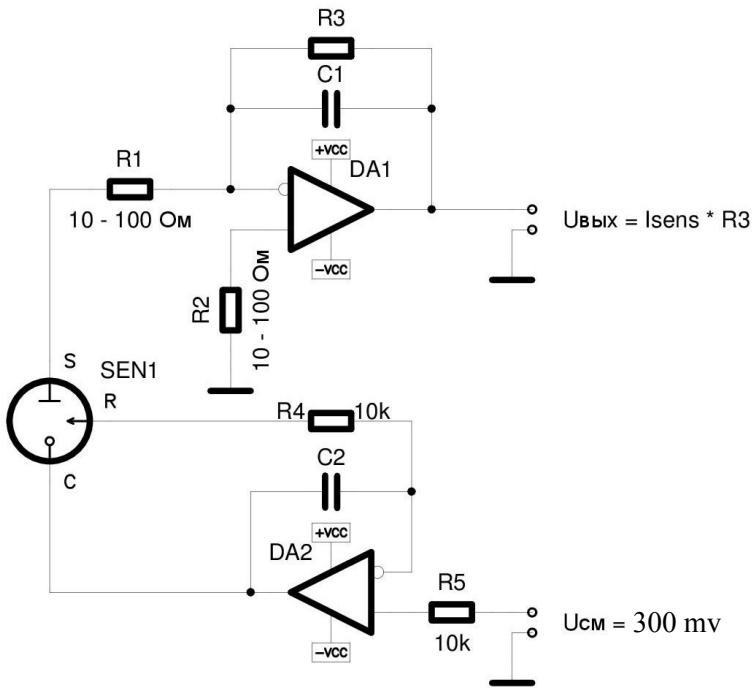 R3
C1
+VCC
DA1
R1
10 - 100 Ом
Uвых = Isens * R3
-VCC
R2
10 - 100 Ом
S
SEN1
R
R4
10k
C2
C
+VCC
DA2
R5
Uсм = 300 mv
10k
-VCC